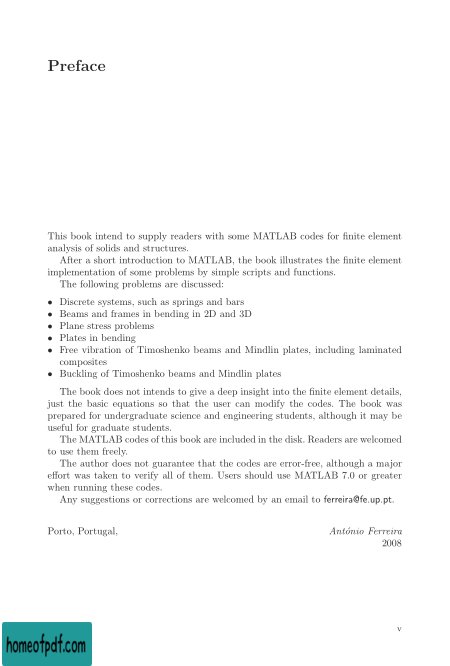 Preface
This book intend to supply readers with some MATLAB codes for finite element
analysis of solids and structures.
After a short introduction to MATLAB, the book illustrates the finite element
implementation of some problems by simple scripts and functions.
The following problems are discussed:
• Discrete systems, such as springs and bars
• Beams and frames in bending in 2D and 3D
• Plane stress problems
• Plates in bending
• Free vibration of Timoshenko beams and Mindlin plates, including laminated
composites
• Buckling of Timoshenko beams and Mindlin plates
The book does not intends to give a deep insight into the finite element details,
just the basic equations so that the user can modify the codes. The book was
prepared for undergraduate science and engineering students, although it may be
useful for graduate students.
The MATLAB codes of this book are included in the disk. Readers are welcomed
to use them freely.
The author does not guarantee that the codes are error-free, although a major
effort was taken to verify all of them. Users should use MATLAB 7.0 or greater
when running these codes.
Any suggestions or corrections are welcomed by an email to ferreira@fe.up.pt.
Porto, Portugal, António Ferreira
2008
v
homeofpdf.com